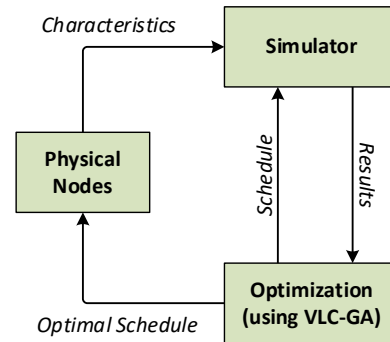 Characteristics
Simulator
Physical
Nodes
Schedule
Results
Optimization
(using VLC-GA)
Optimal Schedule